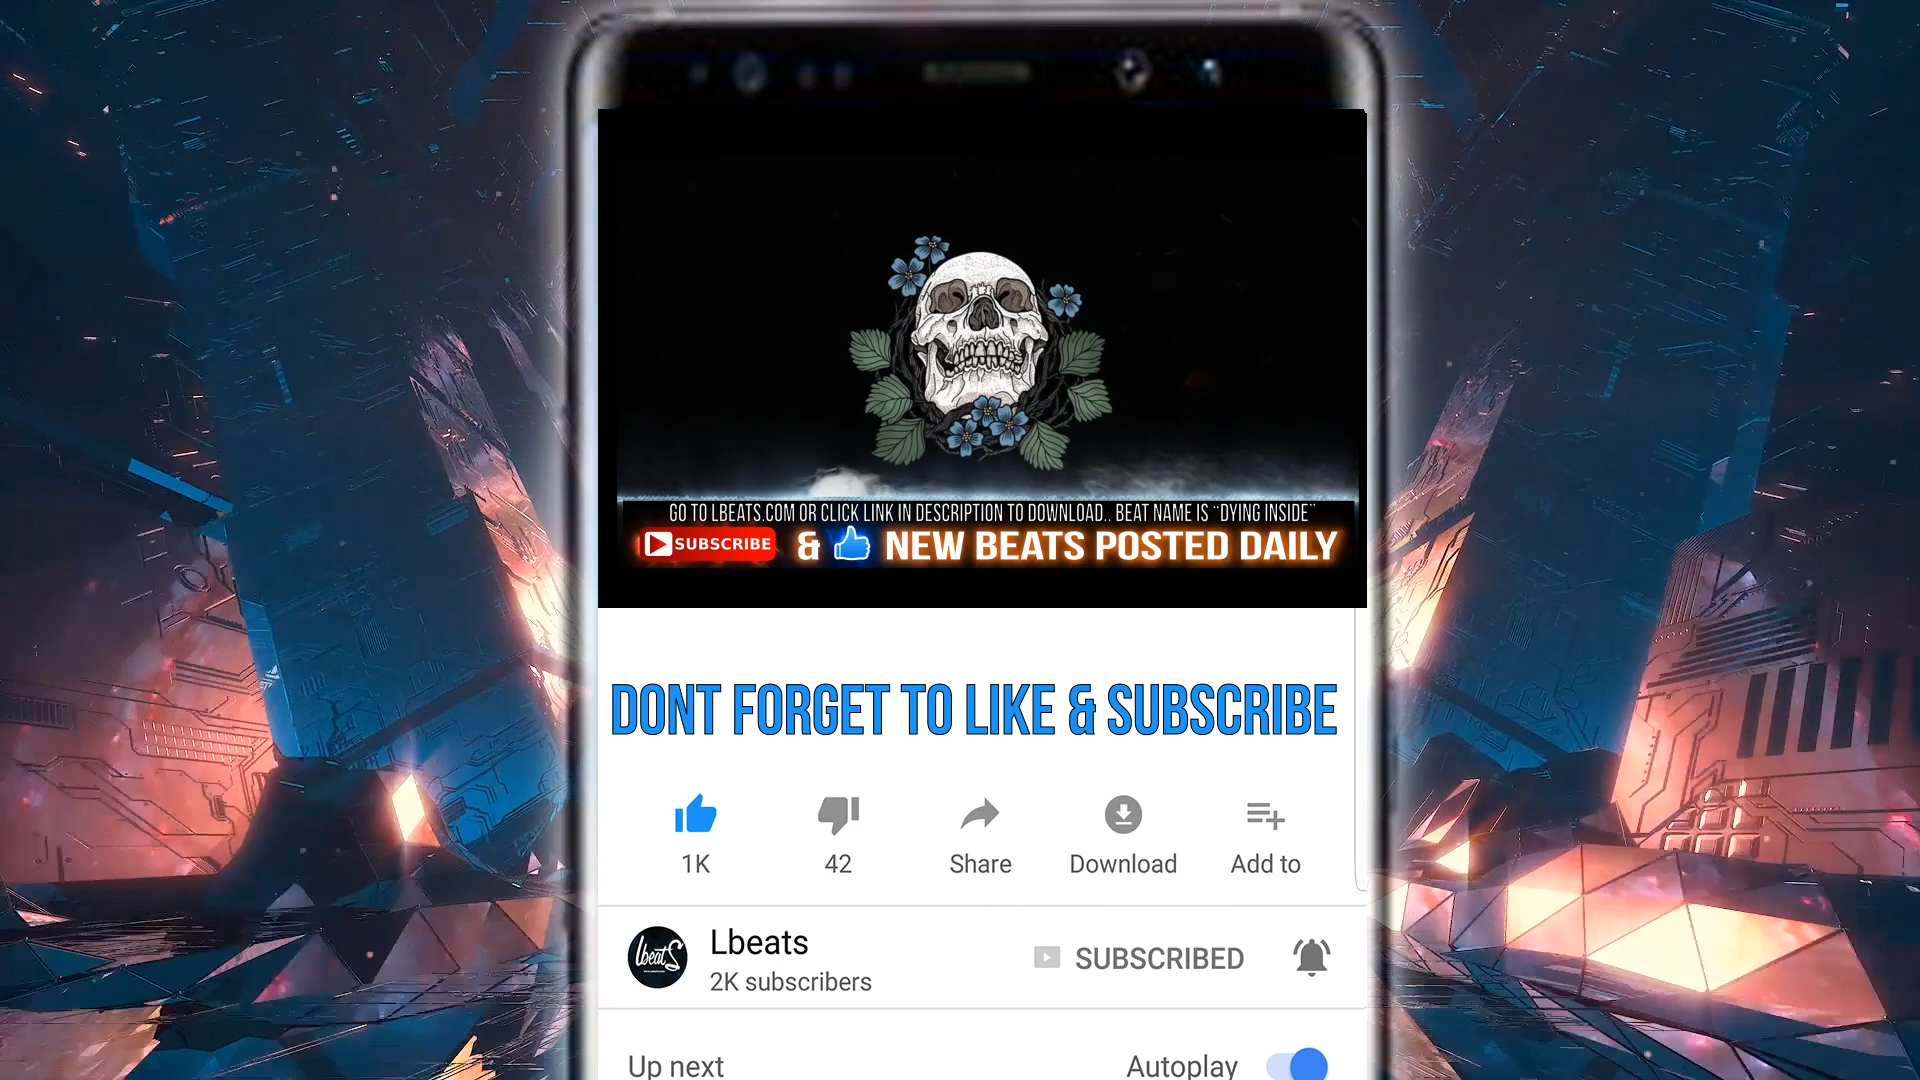 GO TO LBEATS.COM OR CLICK LINK IN DESCRIPTION TO DOWNLOAD.. BEAT NAME IS ¨DYING INSIDE¨
SUBSCRIBE & NEW BEATS POSTED DAILY
DONT FORGET TO LIKE & SUBSCRIBE
1K 42 Share Download Add to
LbeatS
Lbeats
2K subscribers
SUBSCRIBED
Up next Autoplay